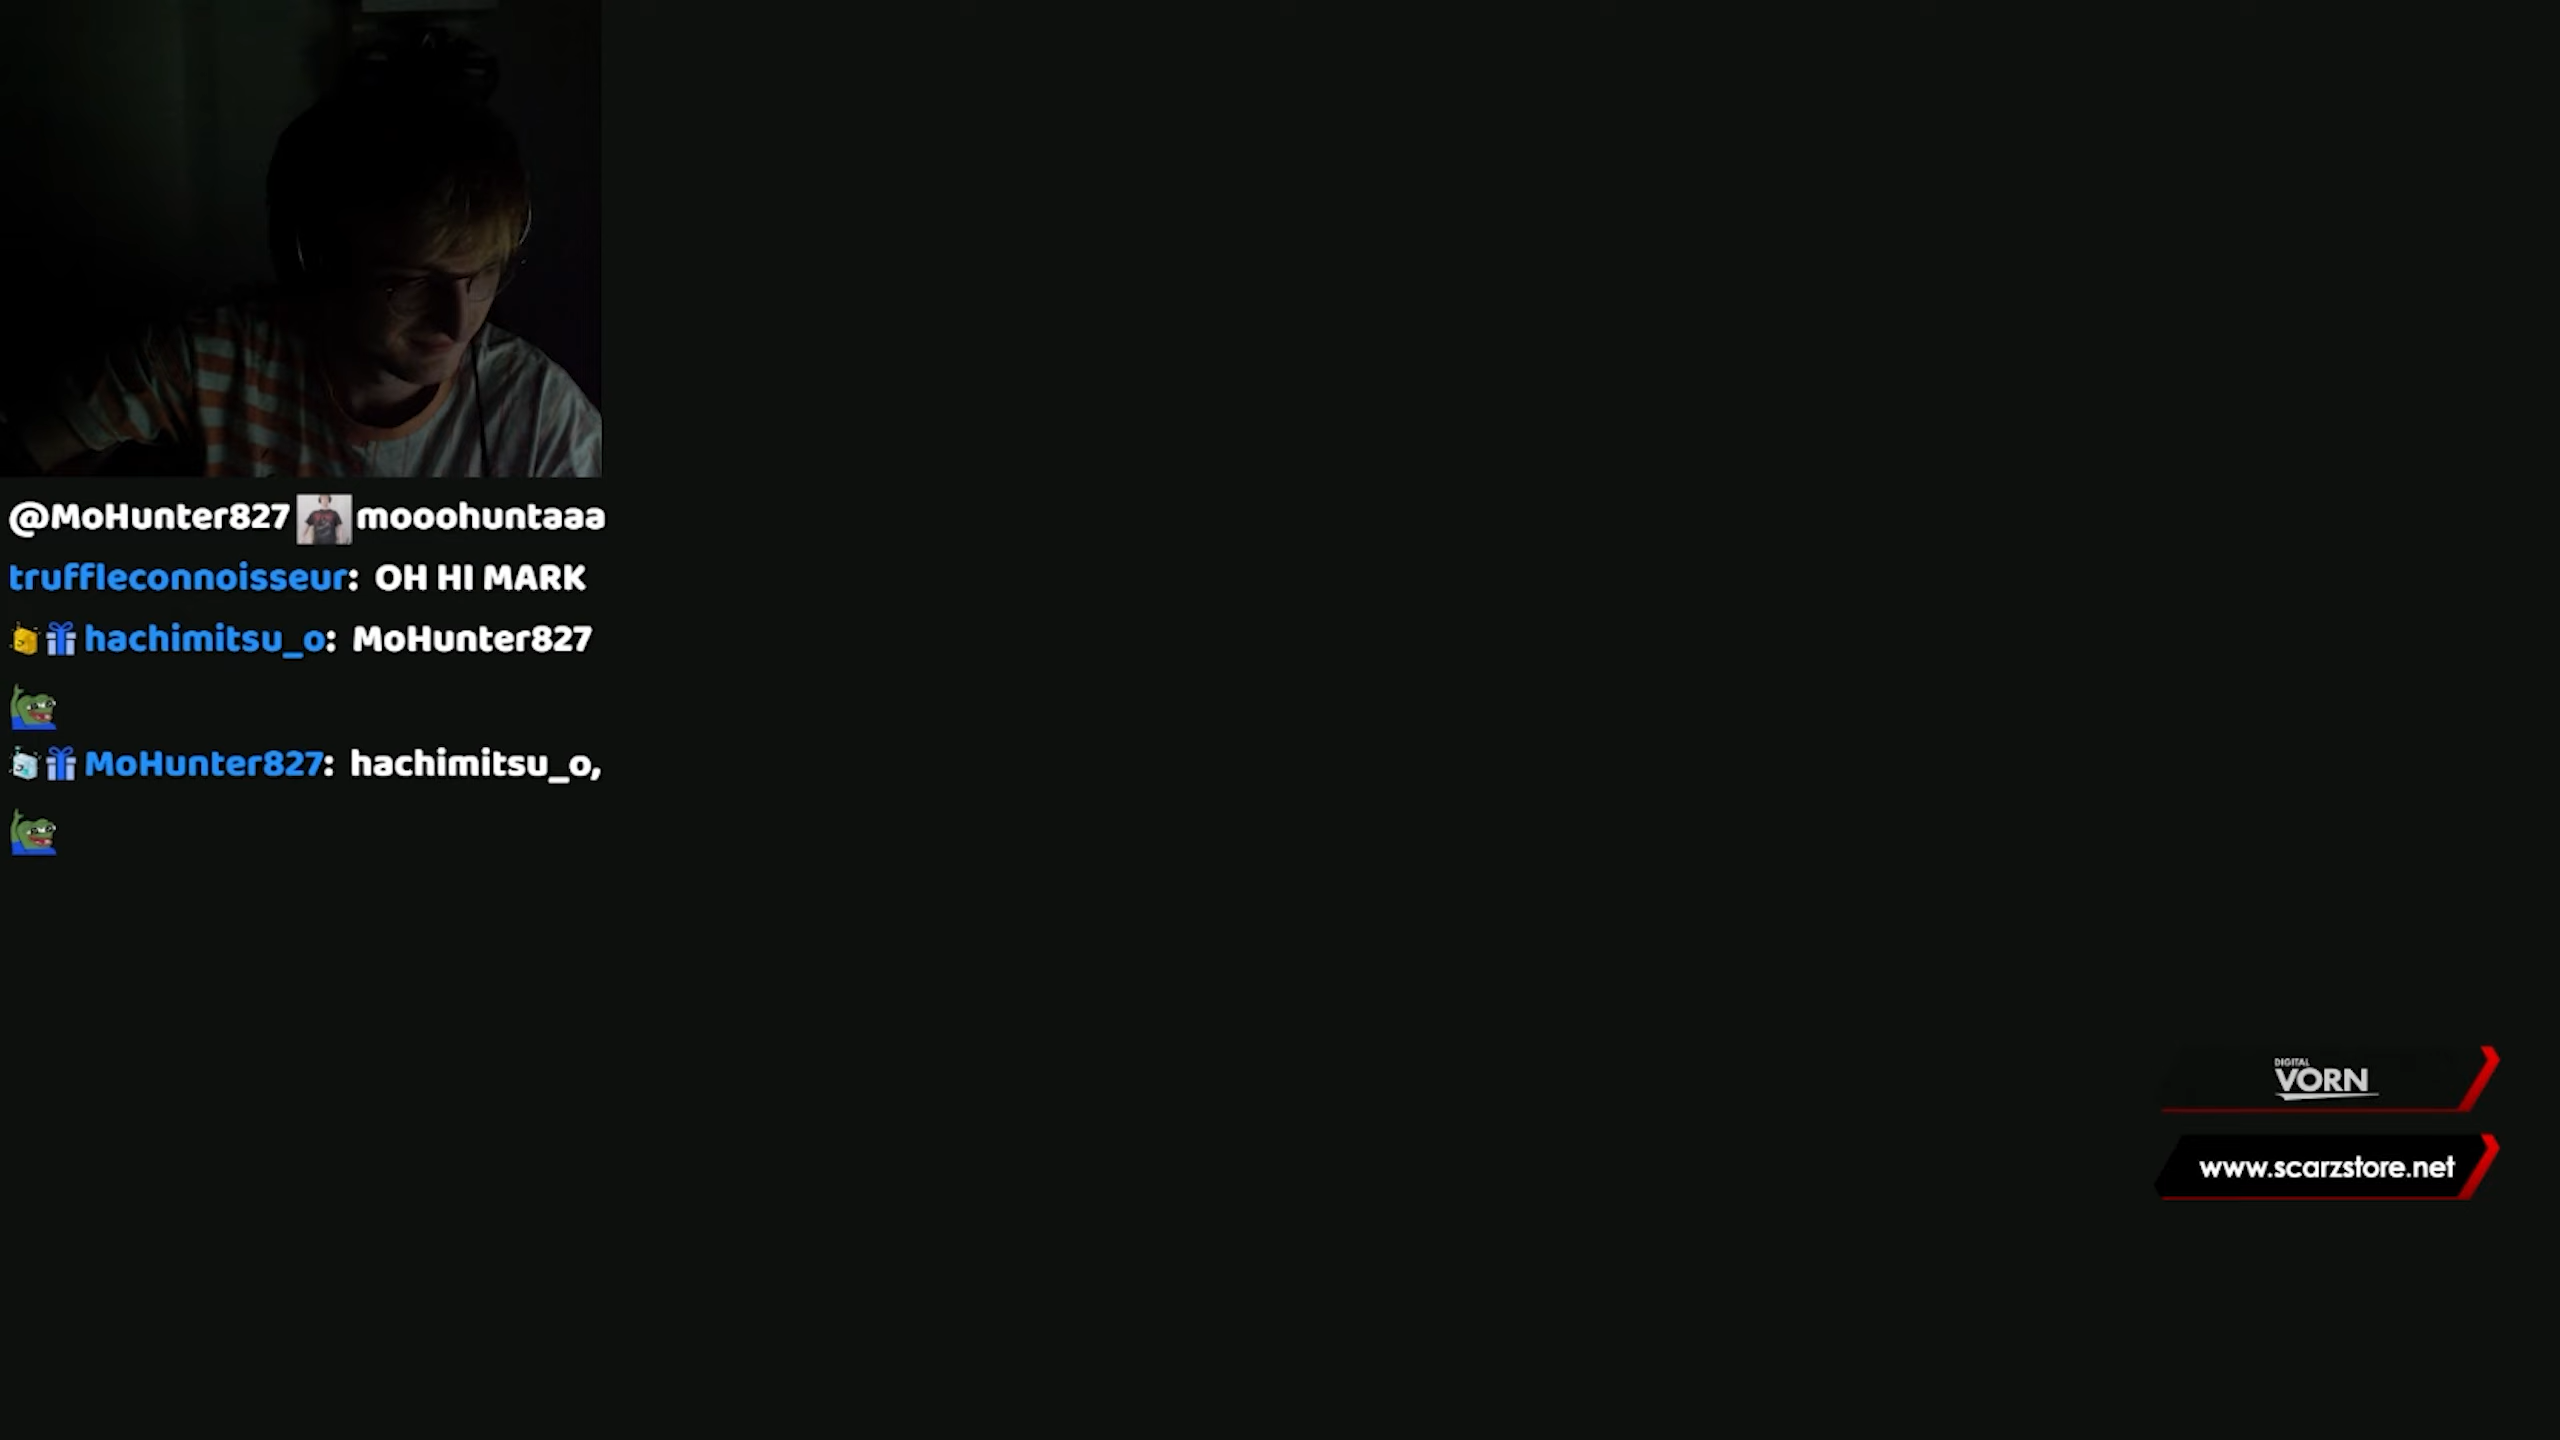 @MoHunter827 mooohuntaaa
truffleconnoisseur: OH HI MARK
hachimitsu_o: MoHunter827
MoHunter827: hachimitsu_o,
DIGITAL
VORN
www.scarzstore.net